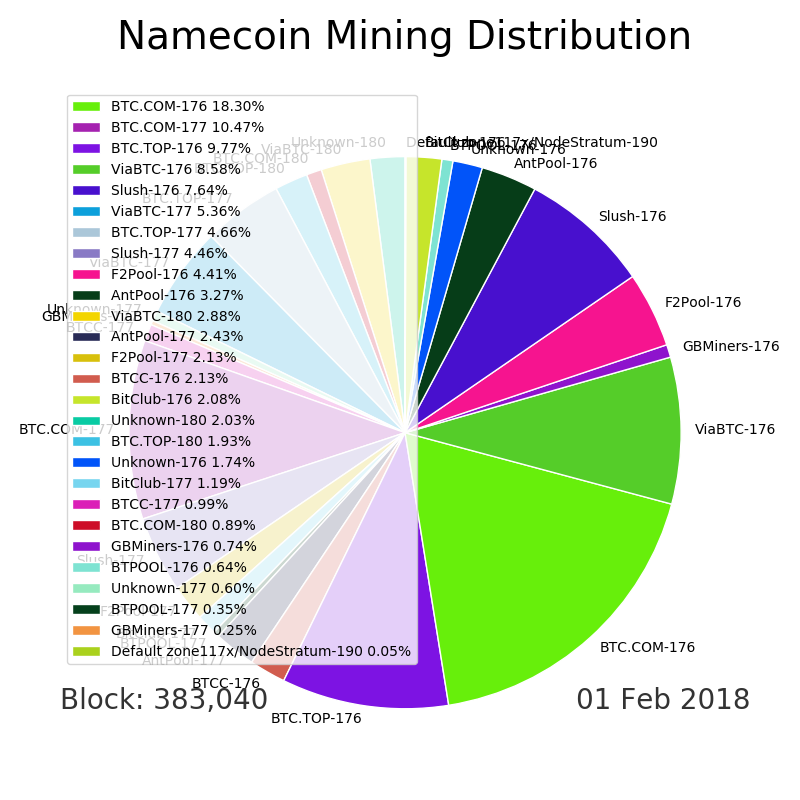 Namecoin Mining Distribution
BTC.COM-176 18.30%
BTC.COM-177 10.47%
BTC.TOP-176 9.77%
ViaBTC-176 8.58%
Slush-176 7.64%
ViaBTC-177 5.36%
BTC.TOP-177 4.66%
Slush-177 4.46%
F2Pool-176 4.41%
AntPool-176 3.27%
ViaBTC-180 2.88%
AntPool-177 2.43%
F2Pool-177 2.13%
BTCC-176 2.13%
BitClub-176 2.08%
Unknown-180 2.03%
BTC.TOP-180 1.93%
Unknown-176 1.74%
BitClub-177 1.19%
BTCC-177 0.99%
BTC.COM-180 0.89%
GBMiners-176 0.74%
BTPOOL-176 0.64%
Unknown-177 0.60%
BTPOOL-177 0.35%
GBMiners-177 0.25%
Default zone117x/NodeStratum-190 0.05%
Unknown-180
ViaBTC-180
BTC.COM-180
BTC.TOP-180
BTC.TOP-177
ViaBTC-177
Unknown-177
BTCC-177
BTC.COM-177
Slush-177
BTPOOL-177
AntPool-177
BTCC-176
BTC.TOP-176
BTC.COM-176
ViaBTC-176
GBMiners-176
F2Pool-176
Slush-176
AntPool-176
Unknown-176
Block: 383,040
01 Feb 2018